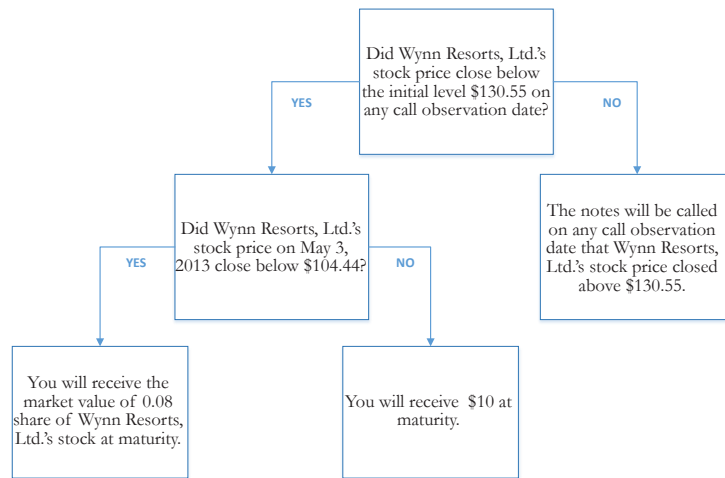 Did Wynn Resorts, Ltd.'s
stock price close below
the initial level $130.55 on
any call observation date?
YES
NO
Did Wynn Resorts, Ltd.'s
stock price on May 3,
2013 close below $104.44?
The notes will be called
on any call observation
date that Wynn Resorts,
Ltd.'s stock price closed
above $130.55.
YES
NO
You will receive the
market value of 0.08
share of Wynn Resorts,
Ltd.'s stock at maturity.
You will receive $10 at
maturity.